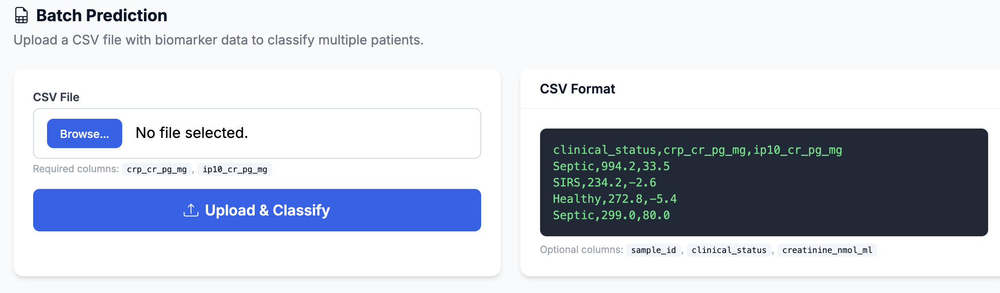 Batch Prediction
Upload a CSV file with biomarker data to classify multiple patients.
CSV File
Browse... No file selected.
Required columns: crp_cr_pg_mg, ip10_cr_pg_mg
Upload & Classify
CSV Format
clinical_status,crp_cr_pg_mg,ip10_cr_pg_mg
Septic,994.2,33.5
SIRS,234.2,-2.6
Healthy,272.8,-5.4
Septic,299.0,80.0
Optional columns: sample_id, clinical_status, creatinine_nmol_ml